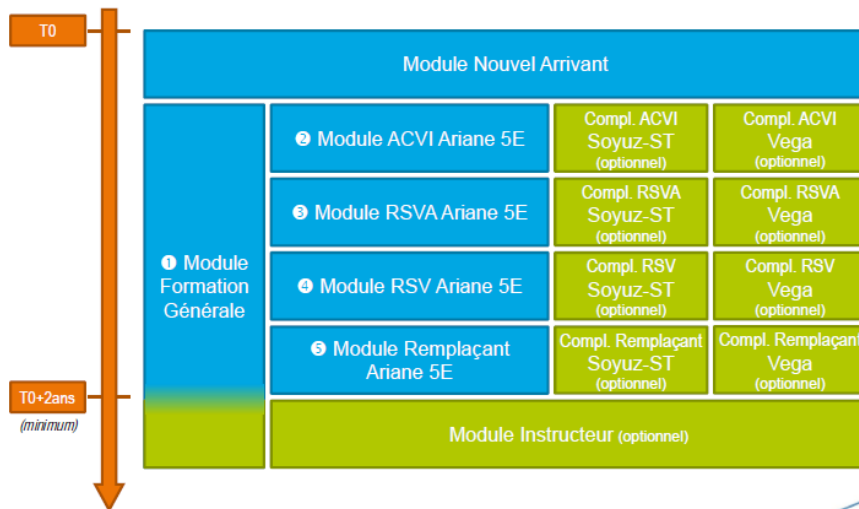 T0
Module Nouvel Arrivant
❶ Module
Formation
Générale
❷ Module ACVI Ariane 5E
Compl. ACVI
Soyuz-ST
(optionnel)
Compl. ACVI
Vega
(optionnel)
❸ Module RSVA Ariane 5E
Compl. RSVA
Soyuz-ST
(optionnel)
Compl. RSVA
Vega
(optionnel)
❹ Module RSV Ariane 5E
Compl. RSV
Soyuz-ST
(optionnel)
Compl. RSV
Vega
(optionnel)
❺ Module Remplaçant
Ariane 5E
Compl. Remplaçant
Soyuz-ST
(optionnel)
Compl. Remplaçant
Vega
(optionnel)
T0+2ans
(minimum)
Module Instructeur (optionnel)